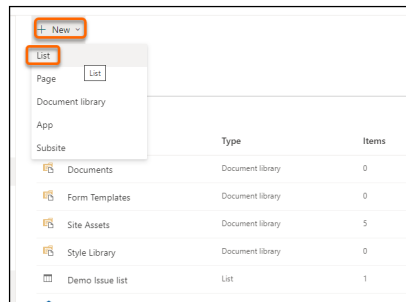 + New
List
List
Page
Document library
App
Subsite
Type Items
Documents Document library 0
Form Templates Document library 0
Site Assets Document library 5
Style Library Document library 0
Demo Issue list List 1